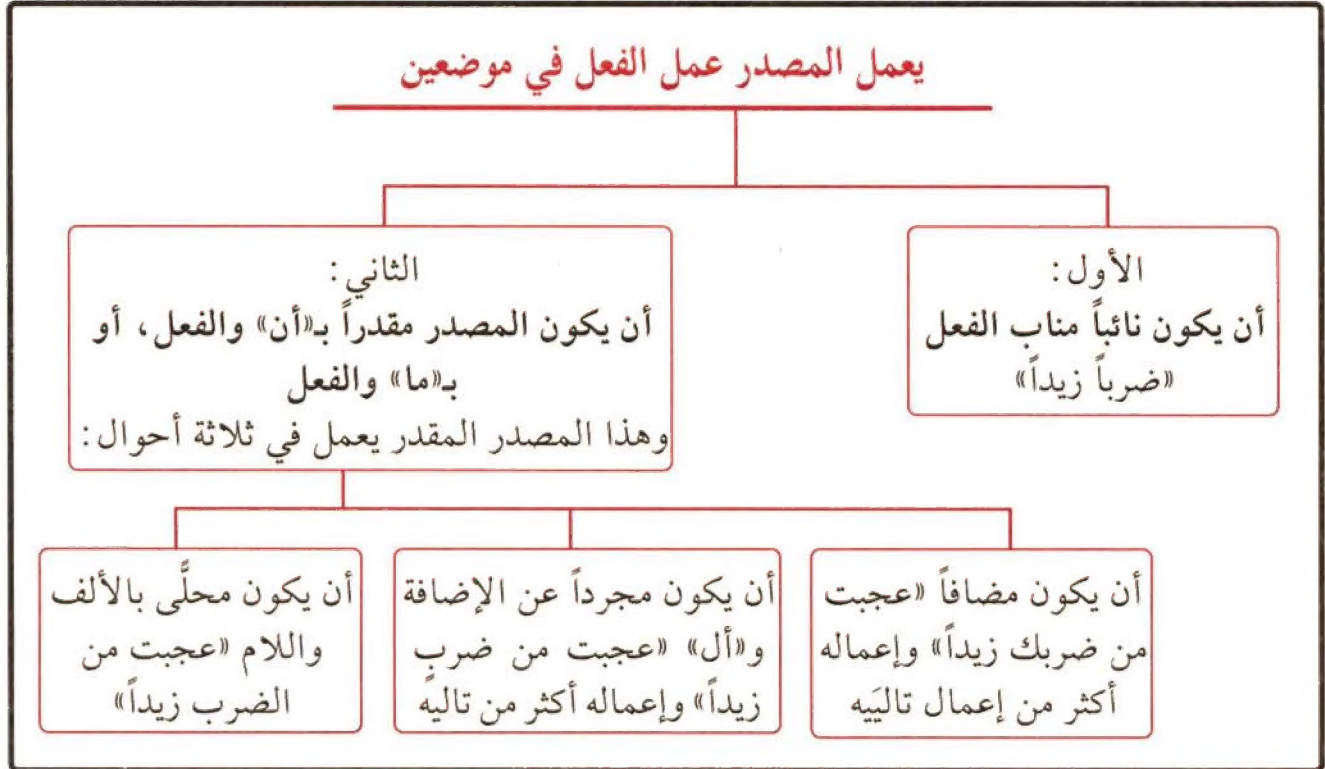 يعمل المصدر عمل الفعل في موضعين
الأول:
أن يكون نائباً مناب الفعل
«ضرباً زيداً»
الثاني:
أن يكون المصدر مقدراً بـ«أن» والفعل، أو
بـ«ما» والفعل
وهذا المصدر المقدر يعمل في ثلاثة أحوال:
أن يكون مضافاً «عجبت
من ضربك زيداً» وإعماله
أكثر من إعمال تاليَيه
أن يكون مجرداً عن الإضافة
و«أل» «عجبت من ضربٍ
زيداً» وإعماله أكثر من تاليه
أن يكون محلَّى بالألف
واللام «عجبت من
الضرب زيداً»